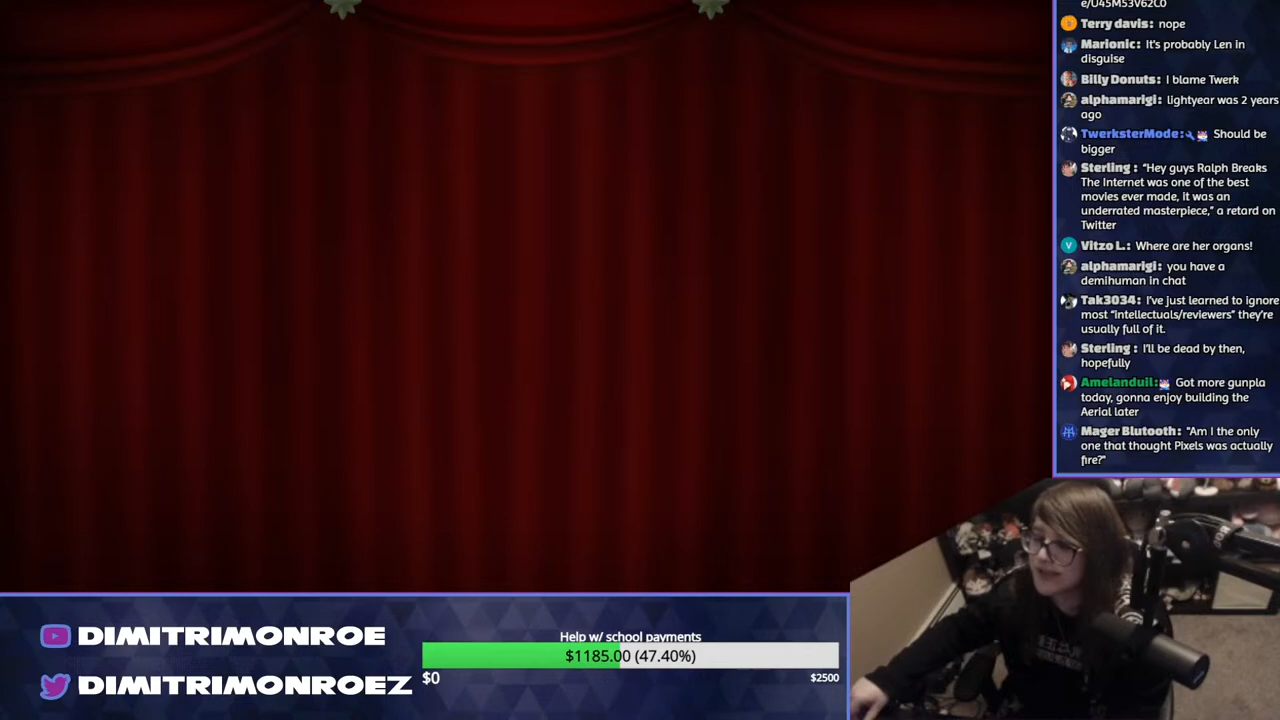 e/U45M53V62C0
Terry davis: nope
Marionic: It's probably Len in
disguise
Billy Donuts: I blame Twerk
alphamarigi: lightyear was 2 years
ago
TwerksterMode: Should be
bigger
Sterling : "Hey guys Ralph Breaks
The Internet was one of the best
movies ever made, it was an
underrated masterpiece," a retard on
Twitter
V Vitzo L.: Where are her organs!
alphamarigi: you have a
demihuman in chat
Tak3034: I've just learned to ignore
most "intellectuals/reviewers" they're
usually full of it.
Sterling : I'll be dead by then,
hopefully
Amelanduil: Got more gunpla
today, gonna enjoy building the
Aerial later
Mager Blutooth: "Am I the only
one that thought Pixels was actually
fire?"
DIMITRIMONROE
DIMITRIMONROEZ
Help w/ school payments
$1185.00 (47.40%)
$0
$2500